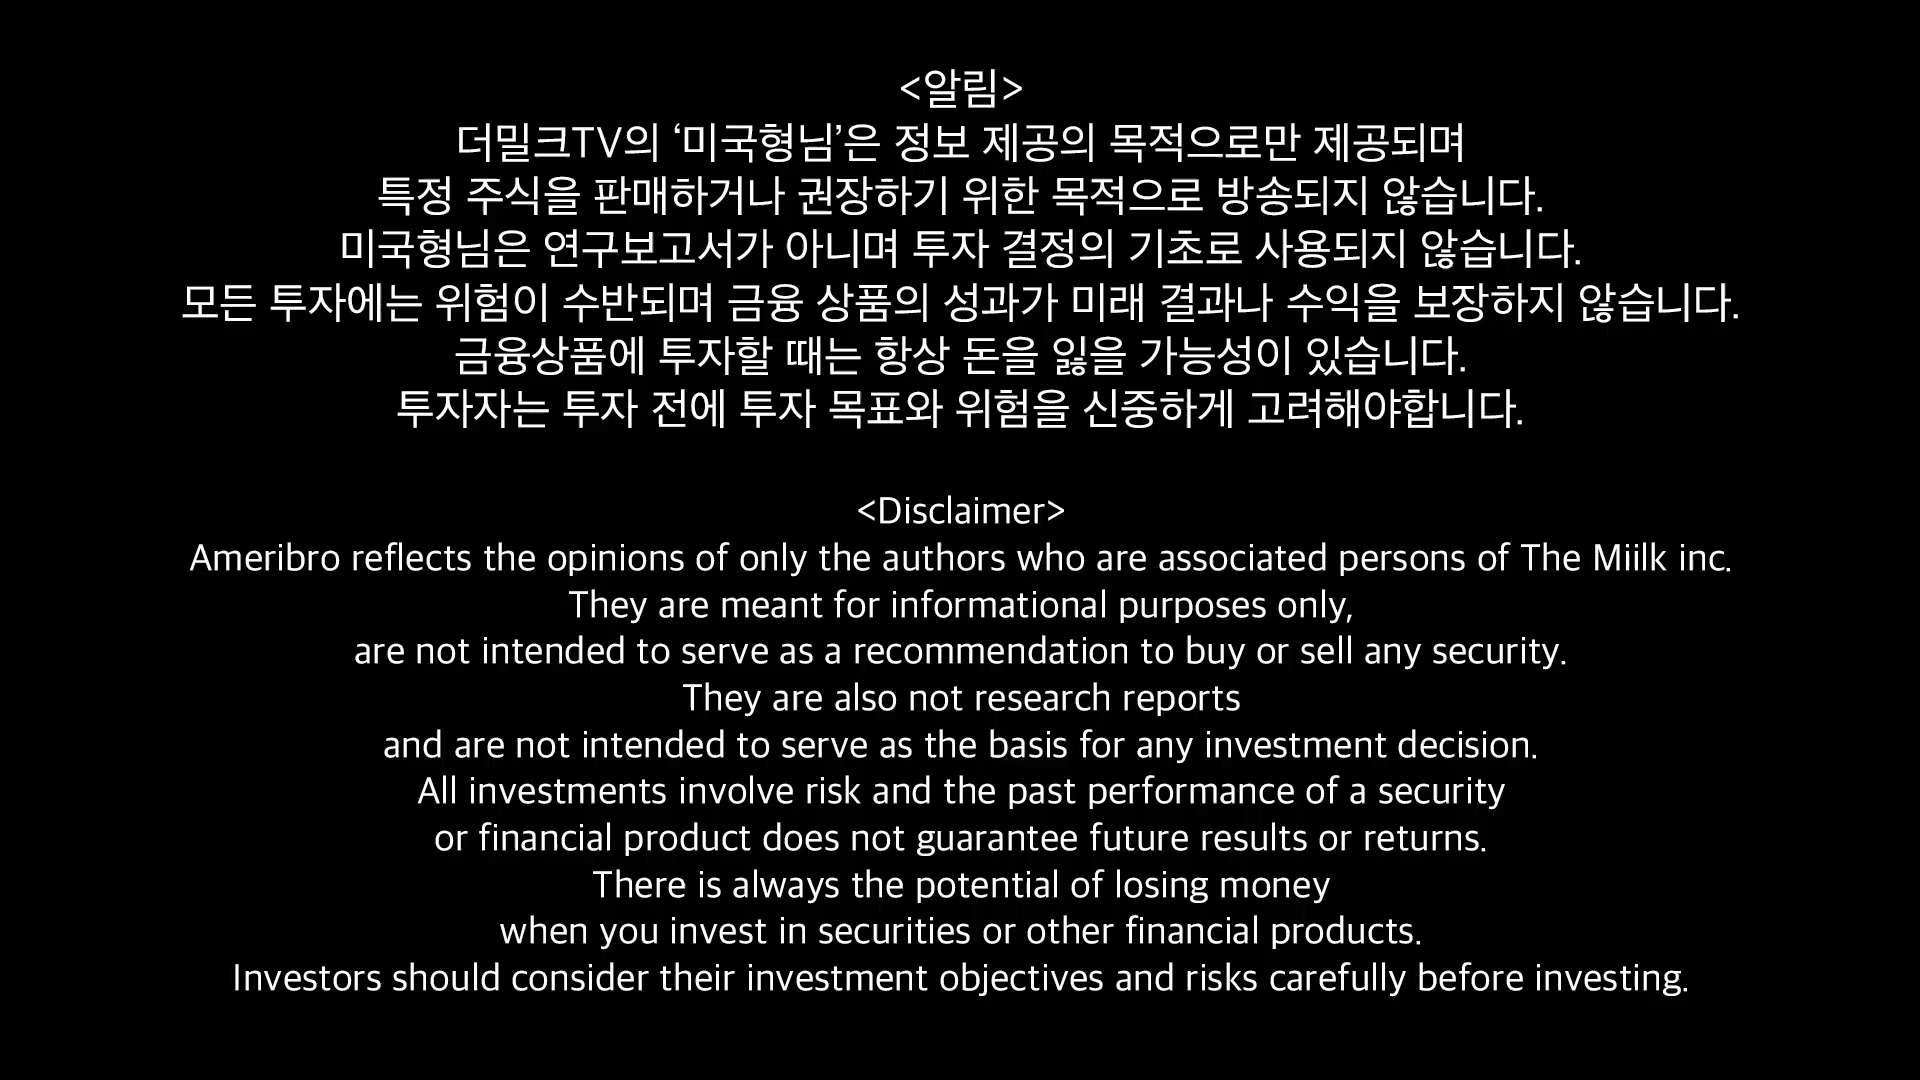 <알림>
더밀크TV의 ‘미국형님’은 정보 제공의 목적으로만 제공되며
특정 주식을 판매하거나 권장하기 위한 목적으로 방송되지 않습니다.
미국형님은 연구보고서가 아니며 투자 결정의 기초로 사용되지 않습니다.
모든 투자에는 위험이 수반되며 금융 상품의 성과가 미래 결과나 수익을 보장하지 않습니다.
금융상품에 투자할 때는 항상 돈을 잃을 가능성이 있습니다.
투자자는 투자 전에 투자 목표와 위험을 신중하게 고려해야합니다.
<Disclaimer>
Ameribro reflects the opinions of only the authors who are associated persons of The Miilk inc.
They are meant for informational purposes only,
are not intended to serve as a recommendation to buy or sell any security.
They are also not research reports
and are not intended to serve as the basis for any investment decision.
All investments involve risk and the past performance of a security
or financial product does not guarantee future results or returns.
There is always the potential of losing money
when you invest in securities or other financial products.
Investors should consider their investment objectives and risks carefully before investing.